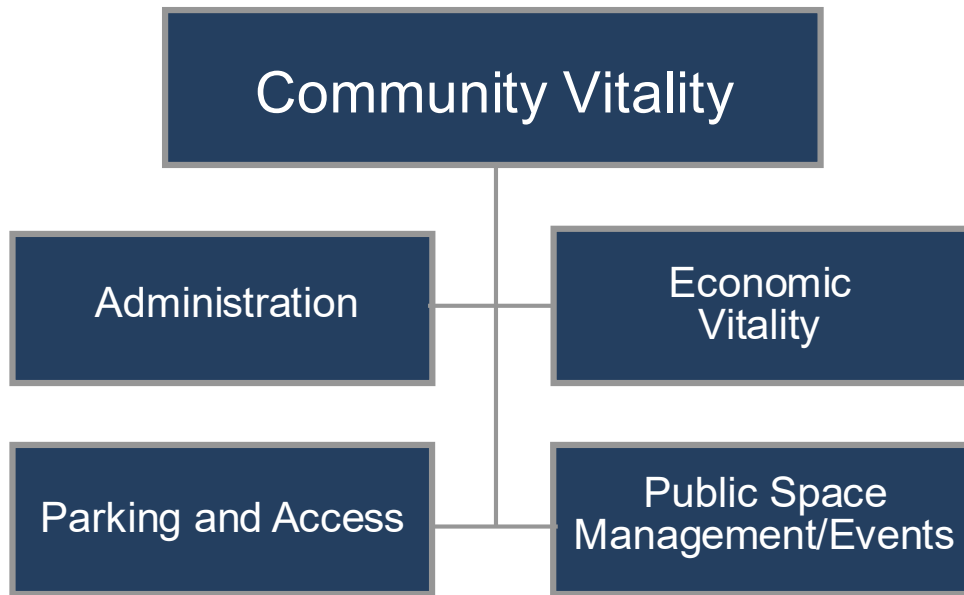 Community Vitality
Administration
Economic
Vitality
Parking and Access
Public Space
Management/Events